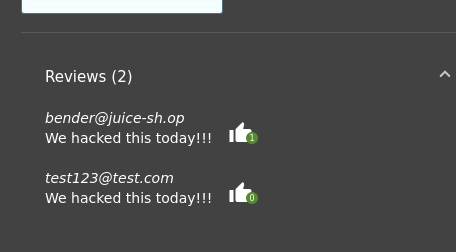 Reviews (2)
bender@juice-sh.op
We hacked this today!!!
1
test123@test.com
We hacked this today!!!
0